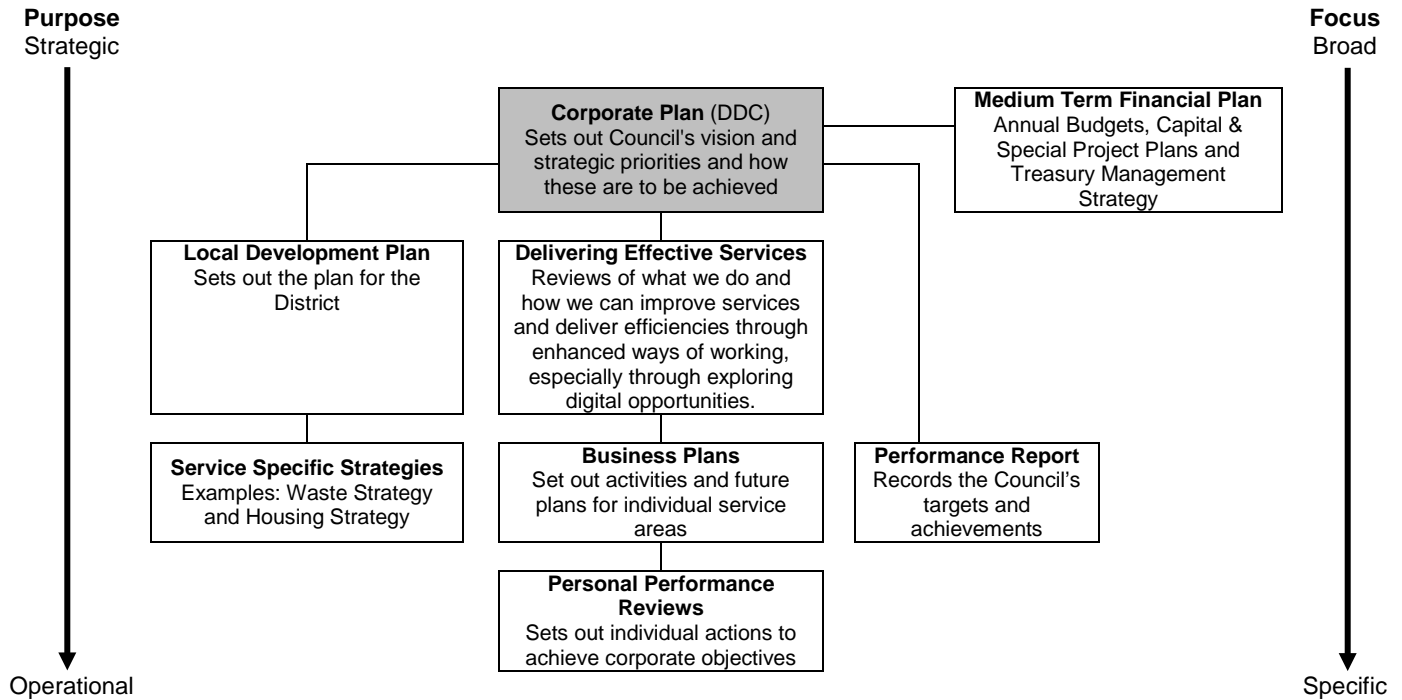 Purpose
Strategic
Focus
Broad
Corporate Plan (DDC)
Sets out Council's vision and
strategic priorities and how
these are to be achieved
Medium Term Financial Plan
Annual Budgets, Capital &
Special Project Plans and
Treasury Management
Strategy
Local Development Plan
Sets out the plan for the
District
Delivering Effective Services
Reviews of what we do and
how we can improve services
and deliver efficiencies through
enhanced ways of working,
especially through exploring
digital opportunities.
Service Specific Strategies
Examples: Waste Strategy
and Housing Strategy
Business Plans
Set out activities and future
plans for individual service
areas
Performance Report
Records the Council’s
targets and
achievements
Personal Performance
Reviews
Sets out individual actions to
achieve corporate objectives
Operational
Specific